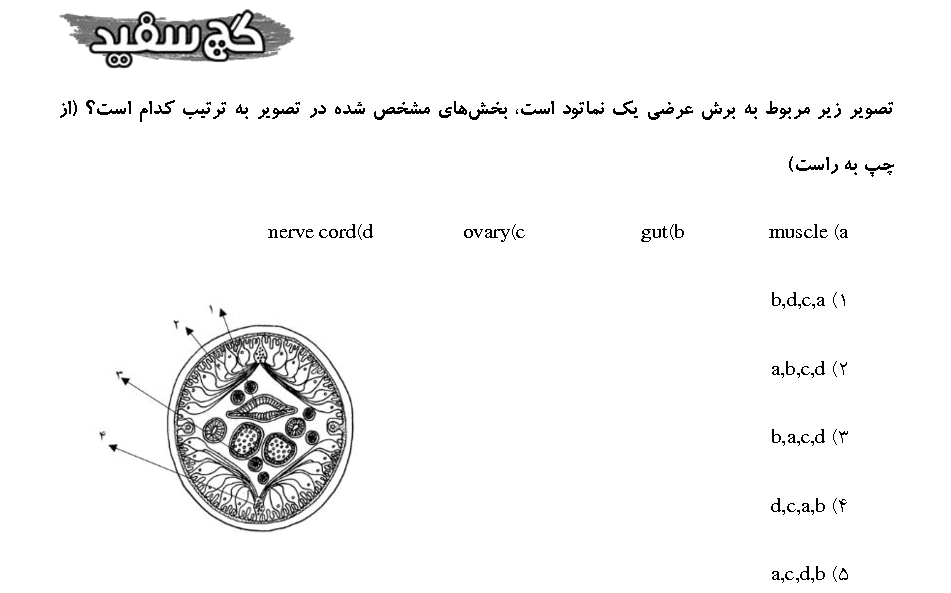 گچ سفید
تصویر زیر مربوط به برش عرضی یک نماتود است، بخش‌های مشخص شده در تصویر به ترتیب کدام است؟ (از
چپ به راست)
muscle (a gut(b ovary(c nerve cord(d
b,d,c,a (۱
a,b,c,d (۲
b,a,c,d (۳
d,c,a,b (۴
a,c,d,b (۵
۱
۲
۳
۴